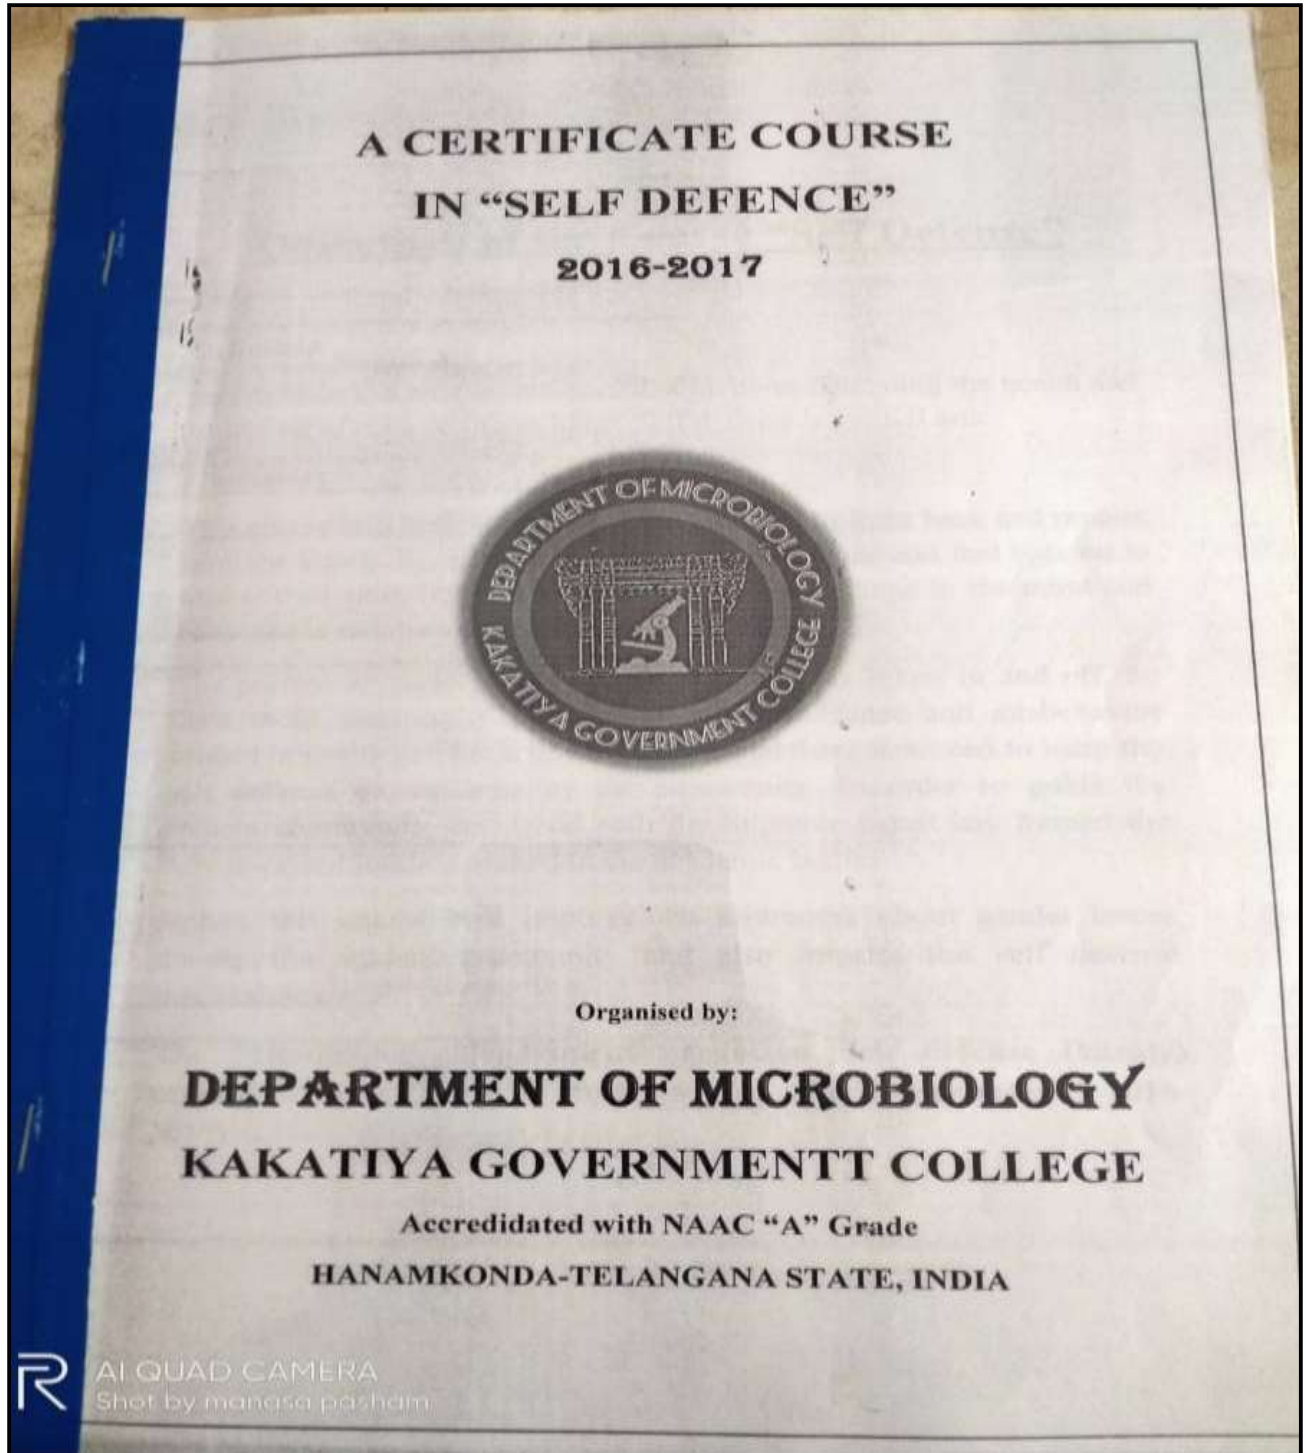 A CERTIFICATE COURSE
IN “SELF DEFENCE”
2016-2017
DEPARTMENT OF MICROBIOLOGY
KAKATIYA GOVERNMENT COLLEGE
Organised by:
DEPARTMENT OF MICROBIOLOGY
KAKATIYA GOVERNMENTT COLLEGE
Accredidated with NAAC “A” Grade
HANAMKONDA-TELANGANA STATE, INDIA
R AI QUAD CAMERA
Shot by manasa pasham